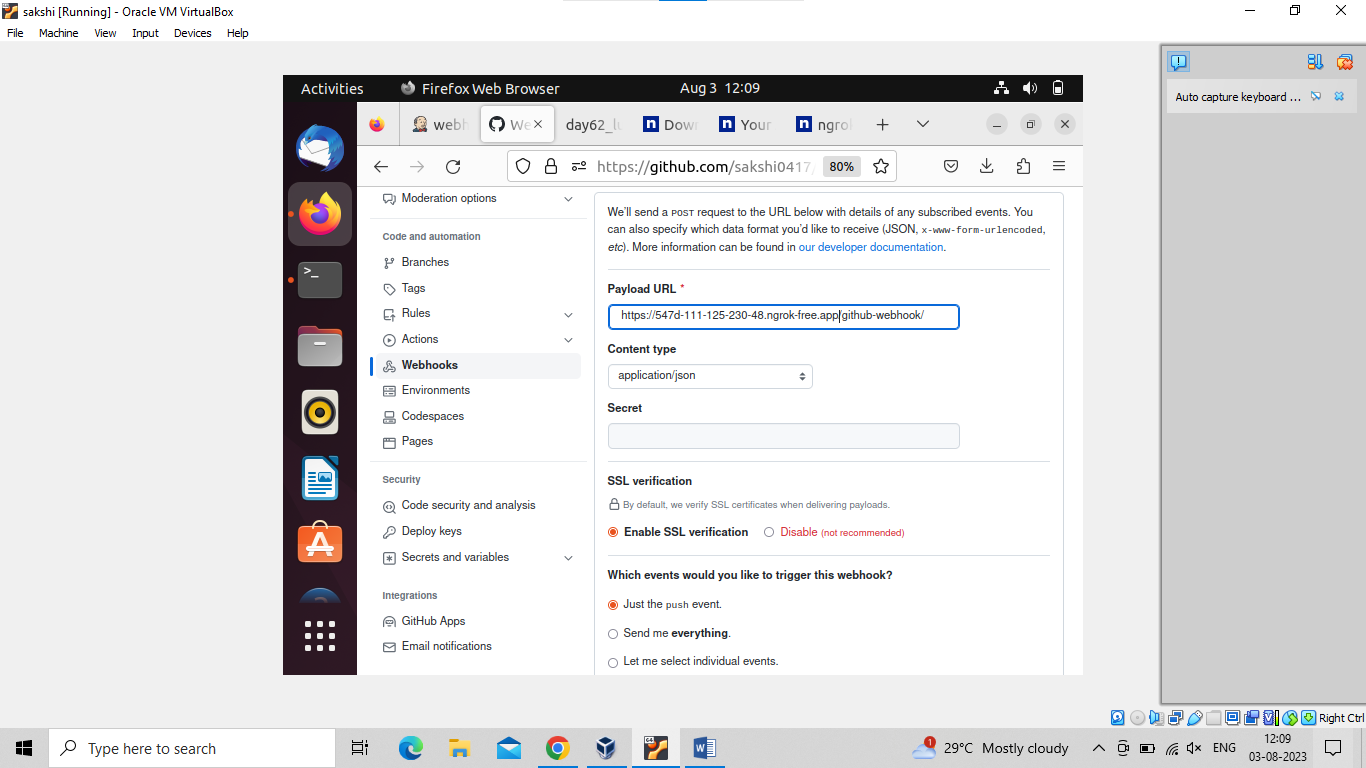 sakshi [Running] - Oracle VM VirtualBox
File Machine View Input Devices Help
Auto capture keyboard ...
Activities Firefox Web Browser Aug 3 12:09
webh We day62_lu Down Your ngrok
https://github.com/sakshi0417/ 80%
Moderation options
Code and automation
Branches
Tags
Rules
Actions
Webhooks
Environments
Codespaces
Pages
Security
Code security and analysis
Deploy keys
Secrets and variables
Integrations
GitHub Apps
Email notifications
We'll send a POST request to the URL below with details of any subscribed events. You
can also specify which data format you'd like to receive (JSON, x-www-form-urlencoded,
etc). More information can be found in our developer documentation.
Payload URL *
https://547d-111-125-230-48.ngrok-free.app/github-webhook/
Content type
application/json
Secret
SSL verification
By default, we verify SSL certificates when delivering payloads.
Enable SSL verification Disable (not recommended)
Which events would you like to trigger this webhook?
Just the push event.
Send me everything.
Let me select individual events.
Right Ctrl
Type here to search
1 29°C Mostly cloudy ENG 12:09
03-08-2023